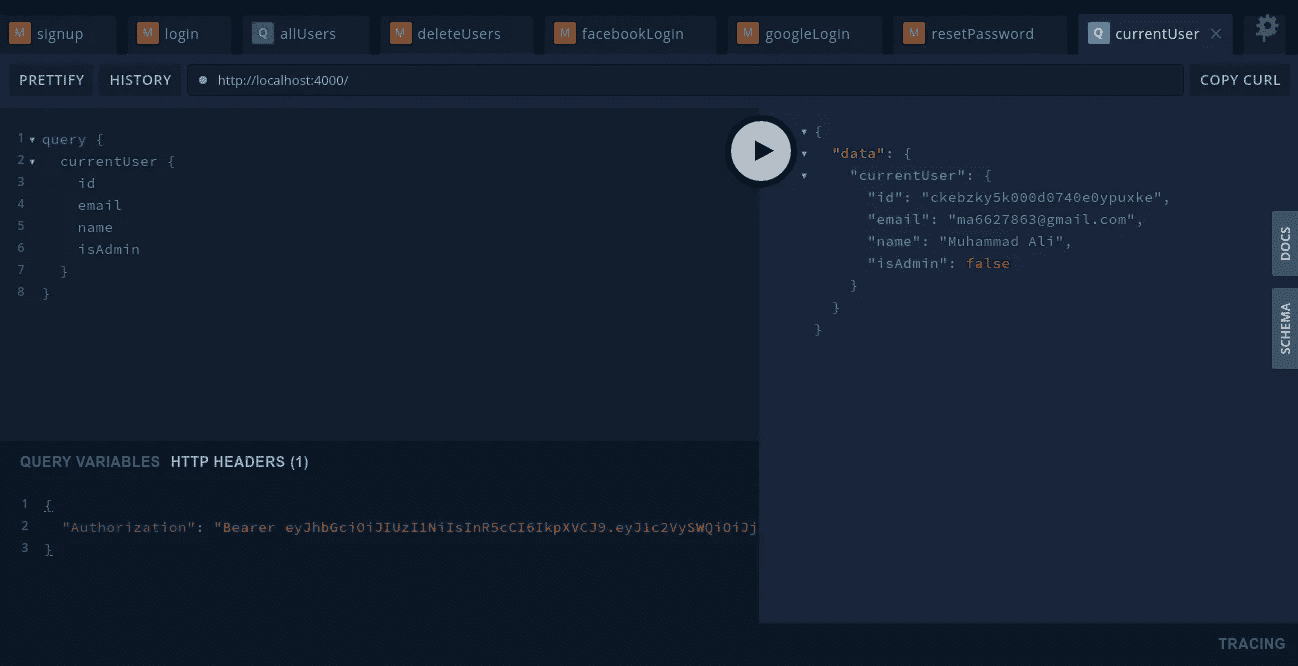 M signup M login Q allUsers M deleteUsers M facebookLogin M googleLogin M resetPassword Q currentUser
PRETTIFY HISTORY http://localhost:4000/ COPY CURL
1 query {
2 currentUser {
3 id
4 email
5 name
6 isAdmin
7 }
8 }
{
"data": {
"currentUser": {
"id": "ckebzky5k000d0740e0ypuxke",
"email": "ma6627863@gmail.com",
"name": "Muhammad Ali",
"isAdmin": false
}
}
}
DOCS
SCHEMA
QUERY VARIABLES HTTP HEADERS (1)
1 {
2 "Authorization": "Bearer eyJhbGciOiJIUzI1NiIsInR5cCI6IkpXVCJ9.eyJ1c2VySWQiOiJj
3 }
TRACING